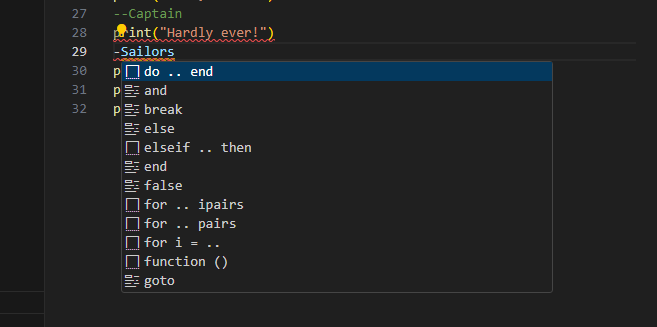 27 --Captain
28 print("Hardly ever!")
29 -Sailors
30 p
do .. end
31 p
and
32 p
break
else
elseif .. then
end
false
for .. ipairs
for .. pairs
for i = ..
function ()
goto